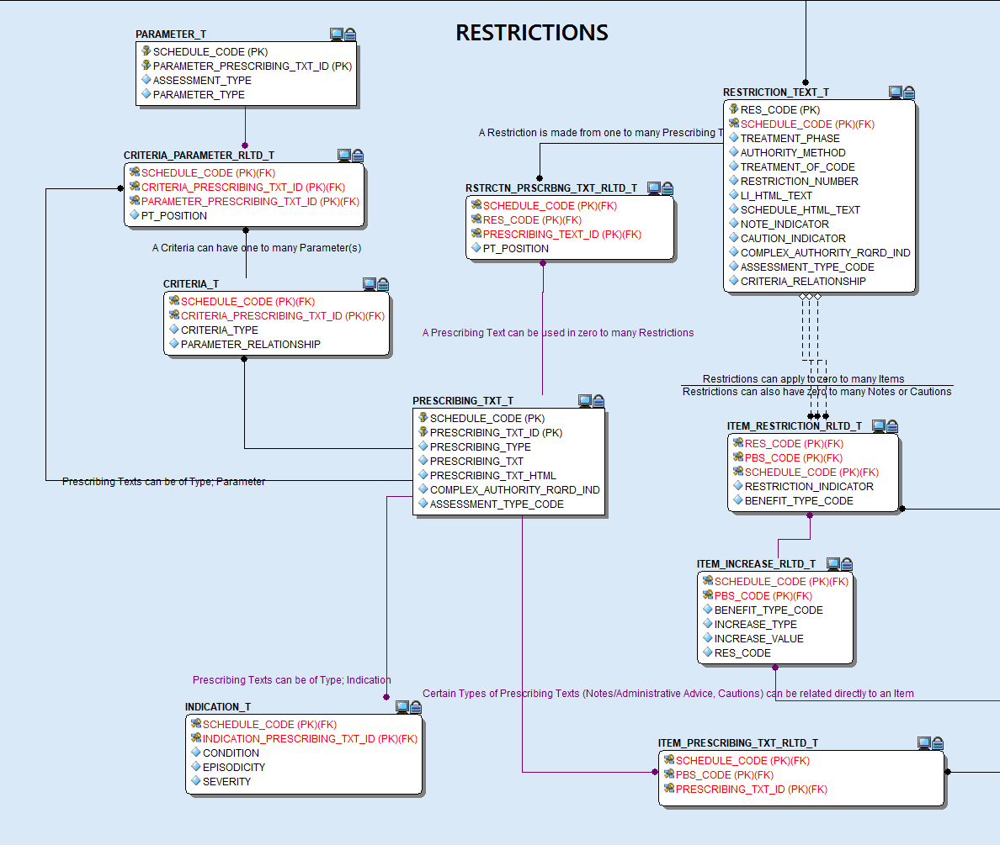 RESTRICTIONS
PARAMETER_T
SCHEDULE_CODE (PK)
PARAMETER_PRESCRIBING_TXT_ID (PK)
ASSESSMENT_TYPE
PARAMETER_TYPE
RESTRICTION_TEXT_T
RES_CODE (PK)
SCHEDULE_CODE (PK)(FK)
TREATMENT_PHASE
AUTHORITY_METHOD
TREATMENT_OF_CODE
RESTRICTION_NUMBER
LI_HTML_TEXT
SCHEDULE_HTML_TEXT
NOTE_INDICATOR
CAUTION_INDICATOR
COMPLEX_AUTHORITY_RQRD_IND
ASSESSMENT_TYPE_CODE
CRITERIA_RELATIONSHIP
A Restriction is made from one to many Prescribing T
CRITERIA_PARAMETER_RLTD_T
SCHEDULE_CODE (PK)(FK)
CRITERIA_PRESCRIBING_TXT_ID (PK)(FK)
PARAMETER_PRESCRIBING_TXT_ID (PK)(FK)
PT_POSITION
RSTRCTN_PRSCRBNG_TXT_RLTD_T
SCHEDULE_CODE (PK)(FK)
RES_CODE (PK)(FK)
PRESCRIBING_TEXT_ID (PK)(FK)
PT_POSITION
A Criteria can have one to many Parameter(s)
CRITERIA_T
SCHEDULE_CODE (PK)(FK)
CRITERIA_PRESCRIBING_TXT_ID (PK)(FK)
CRITERIA_TYPE
PARAMETER_RELATIONSHIP
A Prescribing Text can be used in zero to many Restrictions
Restrictions can apply to zero to many Items
Restrictions can also have zero to many Notes or Cautions
PRESCRIBING_TXT_T
SCHEDULE_CODE (PK)
PRESCRIBING_TXT_ID (PK)
PRESCRIBING_TYPE
PRESCRIBING_TXT
PRESCRIBING_TXT_HTML
COMPLEX_AUTHORITY_RQRD_IND
ASSESSMENT_TYPE_CODE
ITEM_RESTRICTION_RLTD_T
RES_CODE (PK)(FK)
PBS_CODE (PK)(FK)
SCHEDULE_CODE (PK)(FK)
RESTRICTION_INDICATOR
BENEFIT_TYPE_CODE
Prescribing Texts can be of Type; Parameter
ITEM_INCREASE_RLTD_T
SCHEDULE_CODE (PK)(FK)
PBS_CODE (PK)(FK)
BENEFIT_TYPE_CODE
INCREASE_TYPE
INCREASE_VALUE
RES_CODE
Prescribing Texts can be of Type; Indication
Certain Types of Prescribing Texts (Notes/Administrative Advice, Cautions) can be related directly to an Item
INDICATION_T
SCHEDULE_CODE (PK)(FK)
INDICATION_PRESCRIBING_TXT_ID (PK)(FK)
CONDITION
EPISODICITY
SEVERITY
ITEM_PRESCRIBING_TXT_RLTD_T
SCHEDULE_CODE (PK)(FK)
PBS_CODE (PK)(FK)
PRESCRIBING_TXT_ID (PK)(FK)